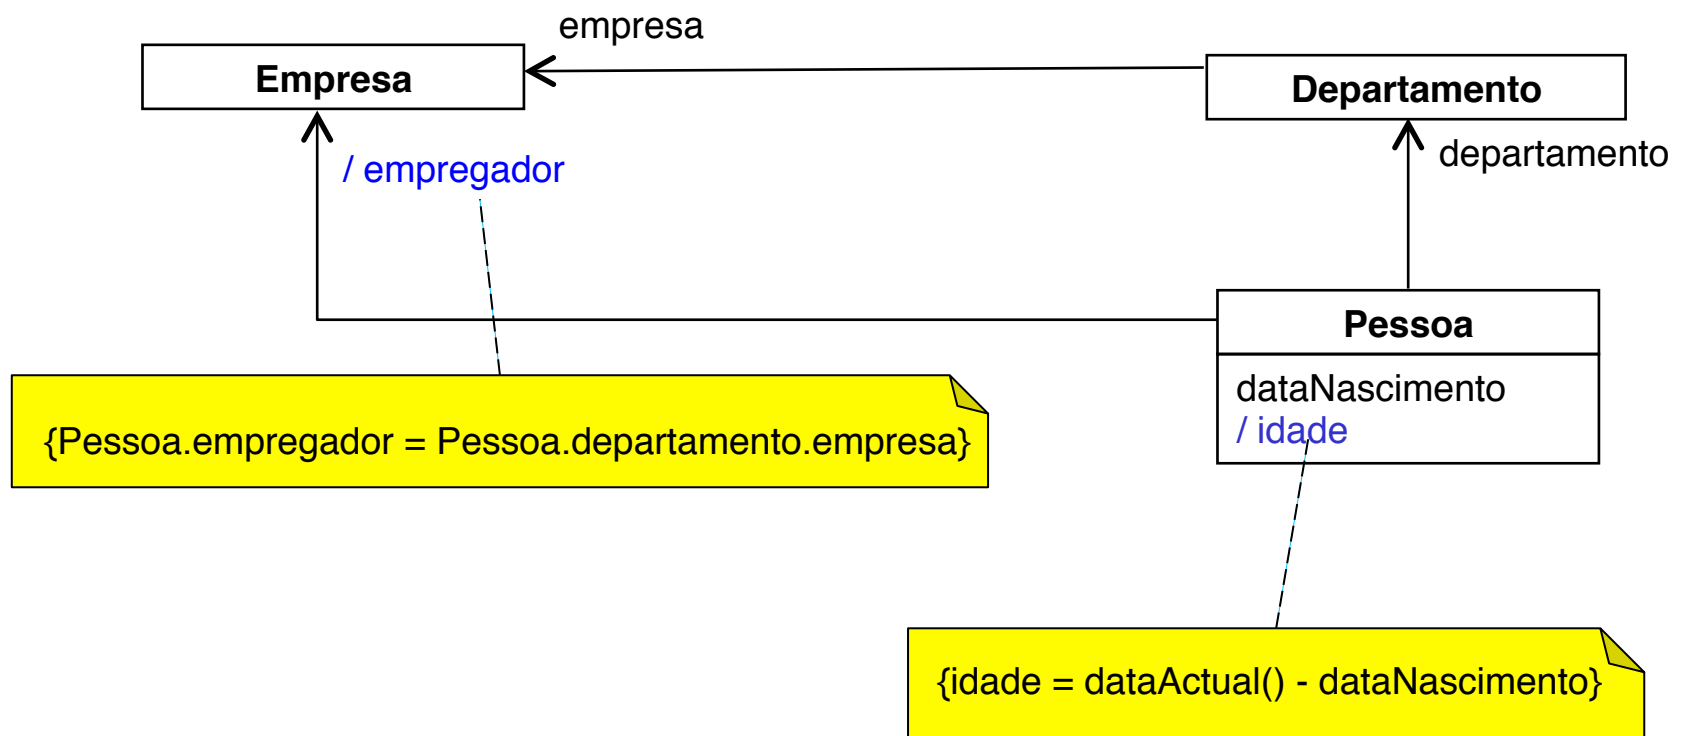 empresa
Empresa
Departamento
/ empregador
departamento
Pessoa
dataNascimento
/ idade
{Pessoa.empregador = Pessoa.departamento.empresa}
{idade = dataActual() - dataNascimento}